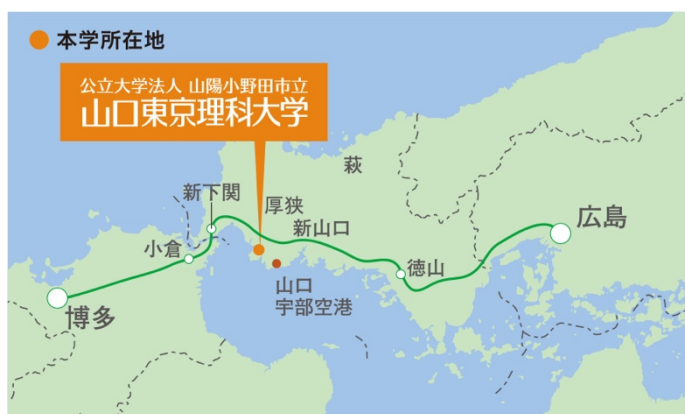 本学所在地
公立大学法人 山陽小野田市立
山口東京理科大学
萩
新下関
厚狭
新山口
広島
小倉
徳山
山口
宇部空港
博多